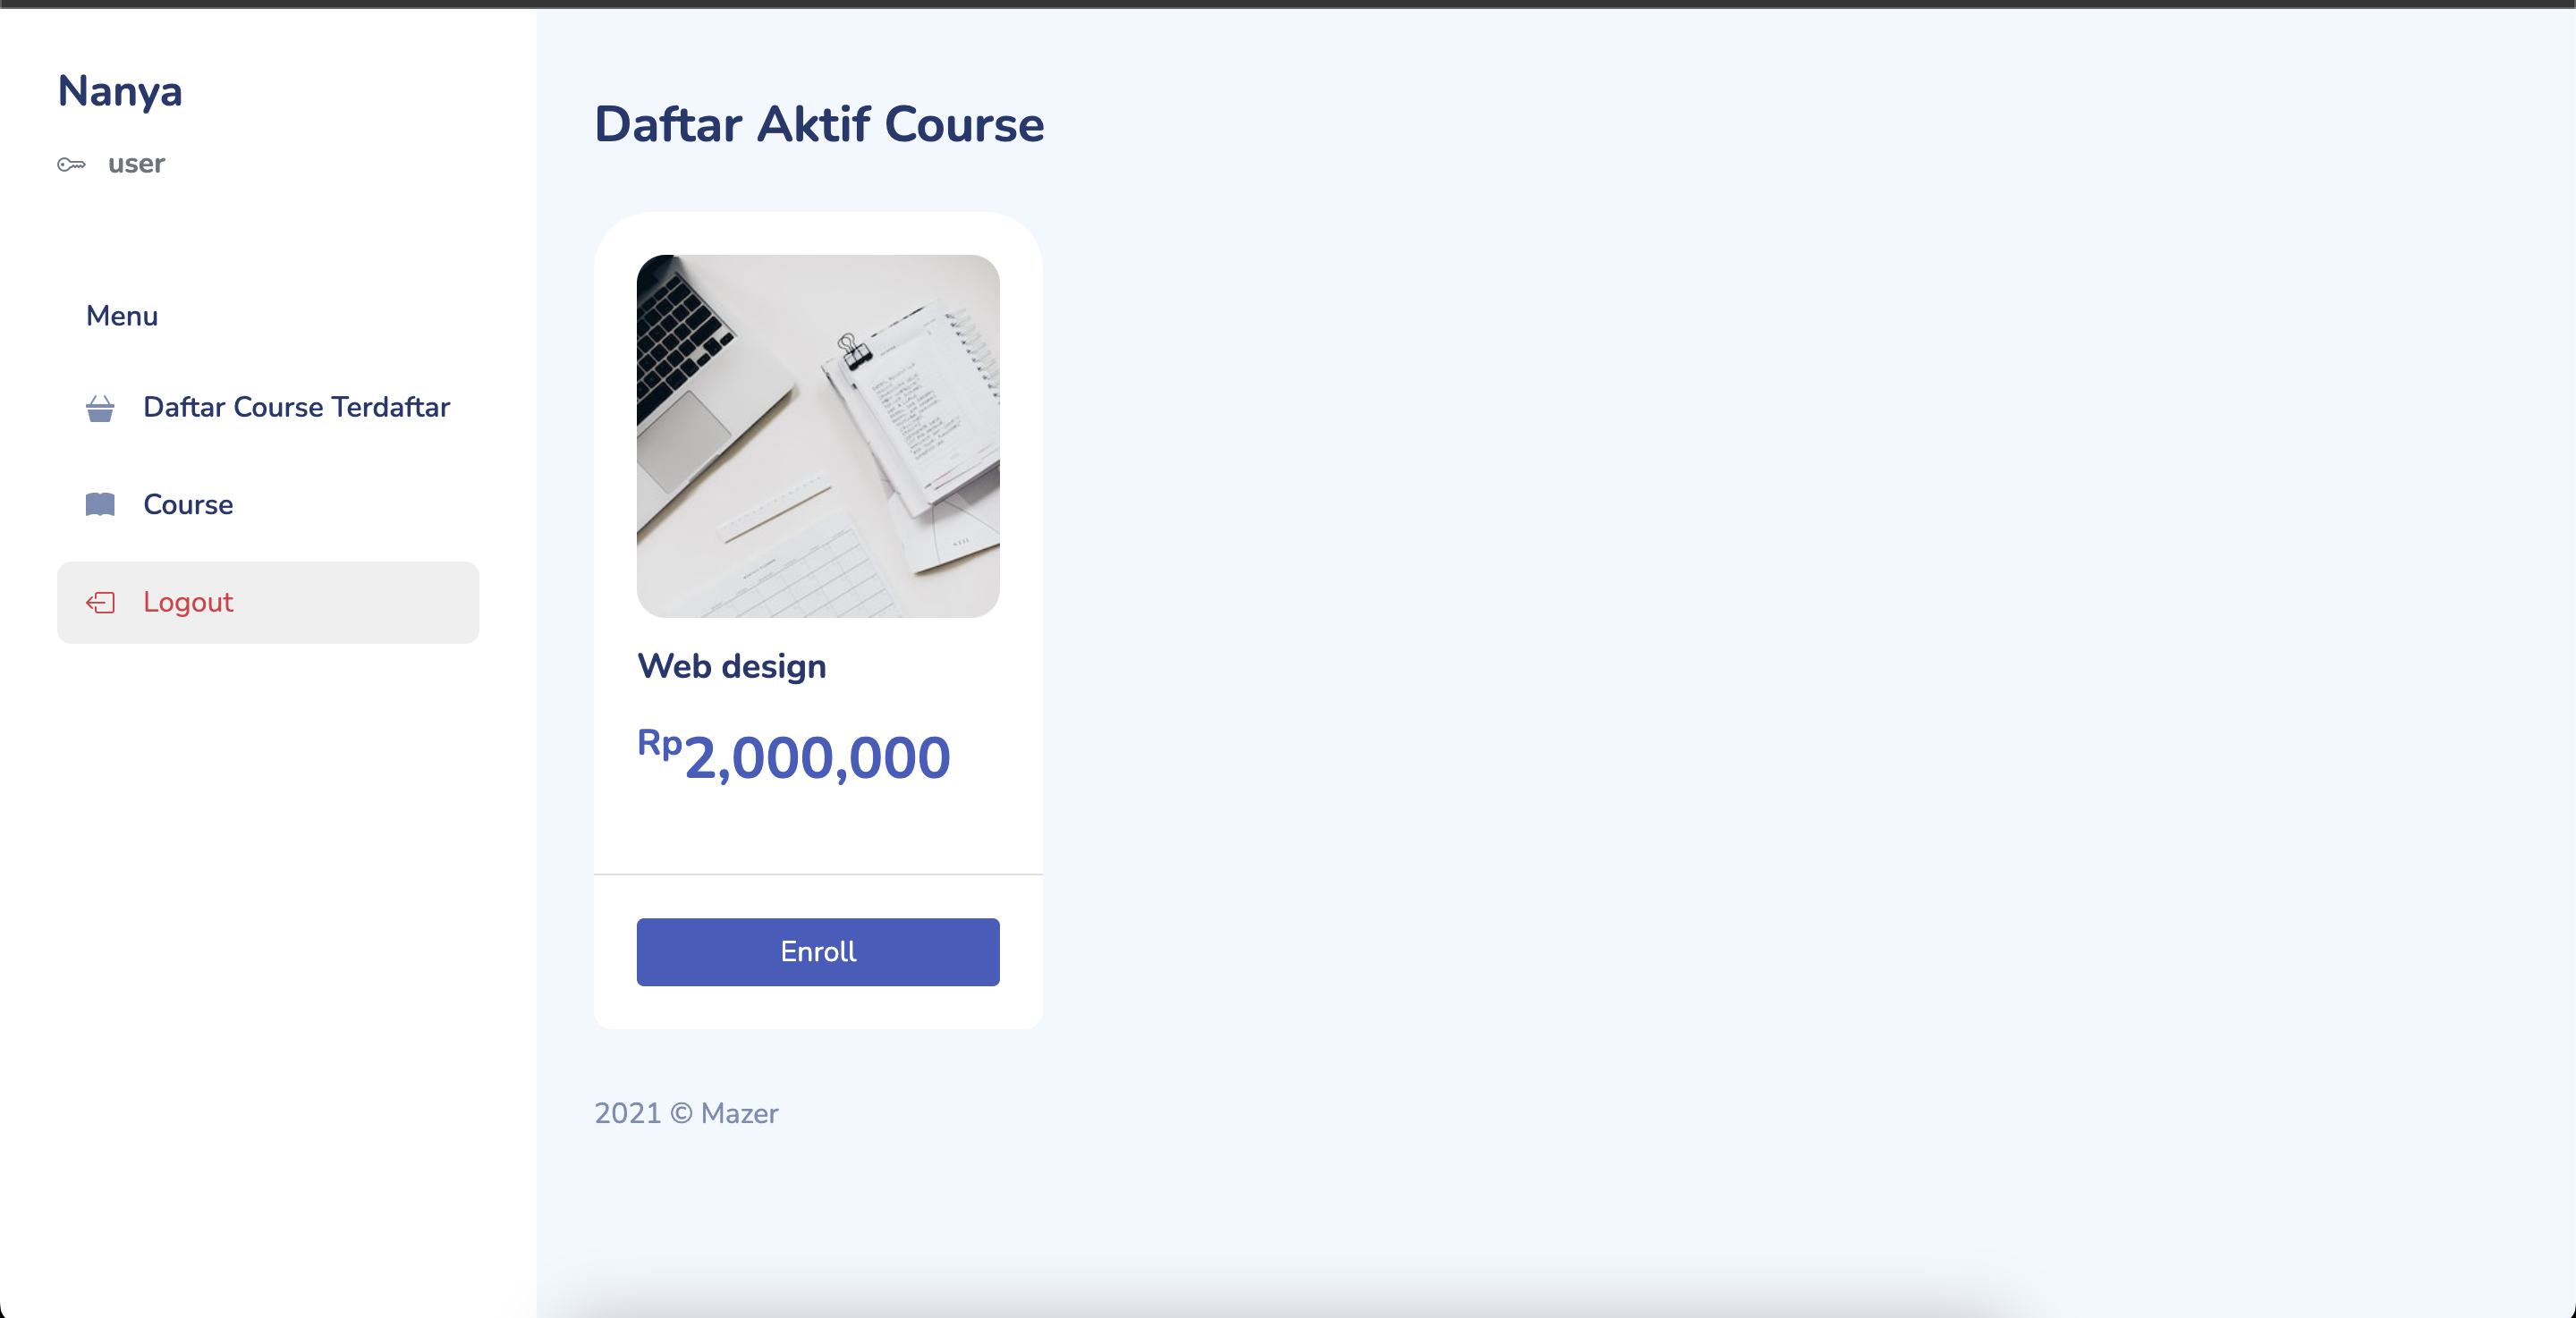 Nanya
user
Menu
Daftar Course Terdaftar
Course
Logout
Daftar Aktif Course
Web design
Rp2,000,000
Enroll
2021 © Mazer